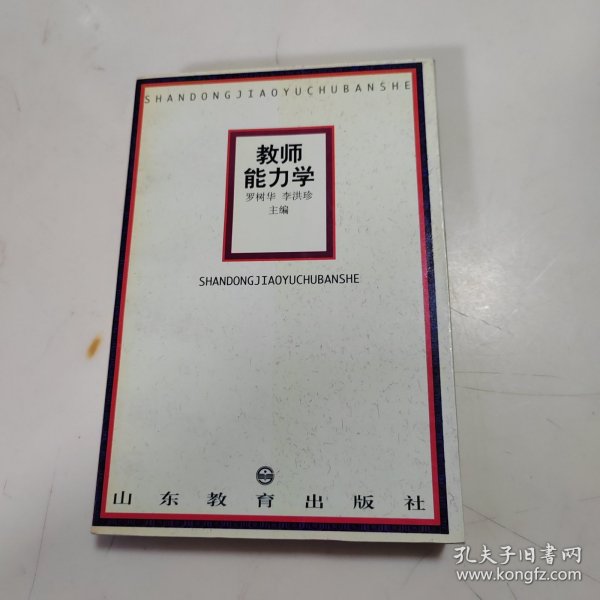 SHANDONGJIAOYUCHUBANSHE
教师
能力学
罗树华 李洪珍
主编
SHANDONGJIAOYUCHUBANSHE
山东教育出版社
孔夫子旧书网
www.kongfz.com